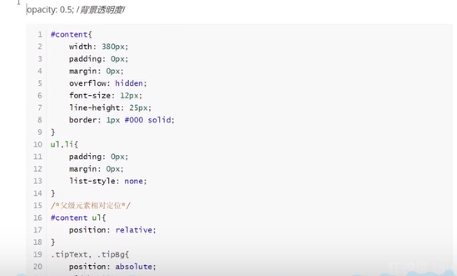 opacity: 0.5; /背景透明度/
1 #content{
2 width: 380px;
3 padding: 0px;
4 margin: 0px;
5 overflow: hidden;
6 font-size: 12px;
7 line-height: 25px;
8 border: 1px #000 solid;
9 }
10 ul,li{
11 padding: 0px;
12 margin: 0px;
13 list-style: none;
14 }
15 /*父级元素相对定位*/
16 #content ul{
17 position: relative;
18 }
19 .tipText, .tipBg{
20 position: absolute;